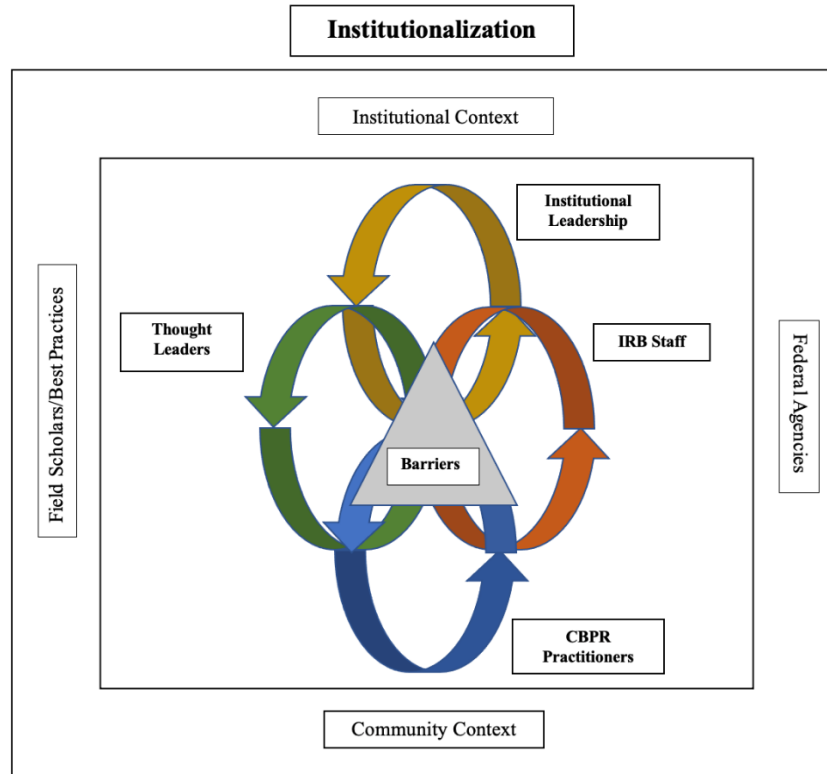 Institutionalization
Institutional Context
Institutional
Leadership
Thought
Leaders
IRB Staff
Field Scholars/Best Practices
Federal Agencies
Barriers
CBPR
Practitioners
Community Context